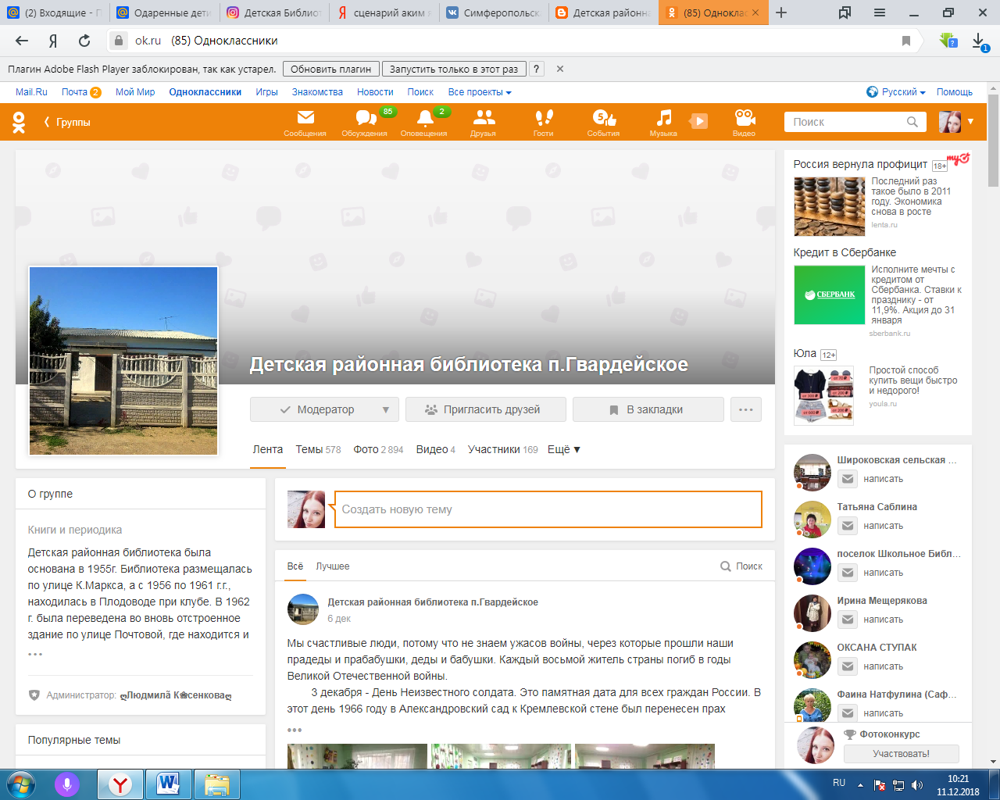 (2) Входящие - П
Одаренные дети
Детская Библиот
сценарий аким я
Симферопольск
Детская районна
(85) Одноклас
ok.ru (85) Одноклассники
Плагин Adobe Flash Player заблокирован, так как устарел. Обновить плагин Запустить только в этот раз ?
Mail.Ru Почта 2 Мой Мир Одноклассники Игры Знакомства Новости Поиск Все проекты Русский Помощь
Группы
85
2
5
Сообщения Обсуждения Оповещения Друзья Гости События Музыка Видео
Поиск
Детская районная библиотека п.Гвардейское
Модератор Пригласить друзей В закладки
Лента Темы 578 Фото 2 894 Видео 4 Участники 169 Ещё
О группе
Книги и периодика
Детская районная библиотека была
основана в 1955г. Библиотека размещалась
по улице К.Маркса, а с 1956 по 1961 г.г.,
находилась в Плодоводе при клубе. В 1962
г. была переведена во вновь отстроенное
здание по улице Почтовой, где находится и
Администратор: ღЛюдмилã К❀сенковаღ
Популярные темы
Создать новую тему
Всё Лучшее Поиск
Детская районная библиотека п.Гвардейское
6 дек
Мы счастливые люди, потому что не знаем ужасов войны, через которые прошли наши
прадеды и прабабушки, деды и бабушки. Каждый восьмой житель страны погиб в годы
Великой Отечественной войны.
3 декабря - День Неизвестного солдата. Это памятная дата для всех граждан России. В
этот день 1966 году в Александровский сад к Кремлевской стене был перенесен прах
Россия вернула профицит 18+
Последний раз
такое было в 2011
году. Экономика
снова в росте
lenta.ru
Кредит в Сбербанке
СБЕРБАНК
Исполните мечты с
кредитом от
Сбербанка. Ставки к
празднику - от
11,9%. Акция до 31
января
sberbank.ru
Юла 12+
Простой способ
купить вещи быстро
и недорого!
youla.ru
Широковская сельская ...
написать
Татьяна Саблина
написать
поселок Школьное Библ...
написать
Ирина Мещерякова
написать
ОКСАНА СТУПАК
написать
Фаина Натфулина (Саф...
написать
Фотоконкурс
Участвовать!
RU
10:21
11.12.2018